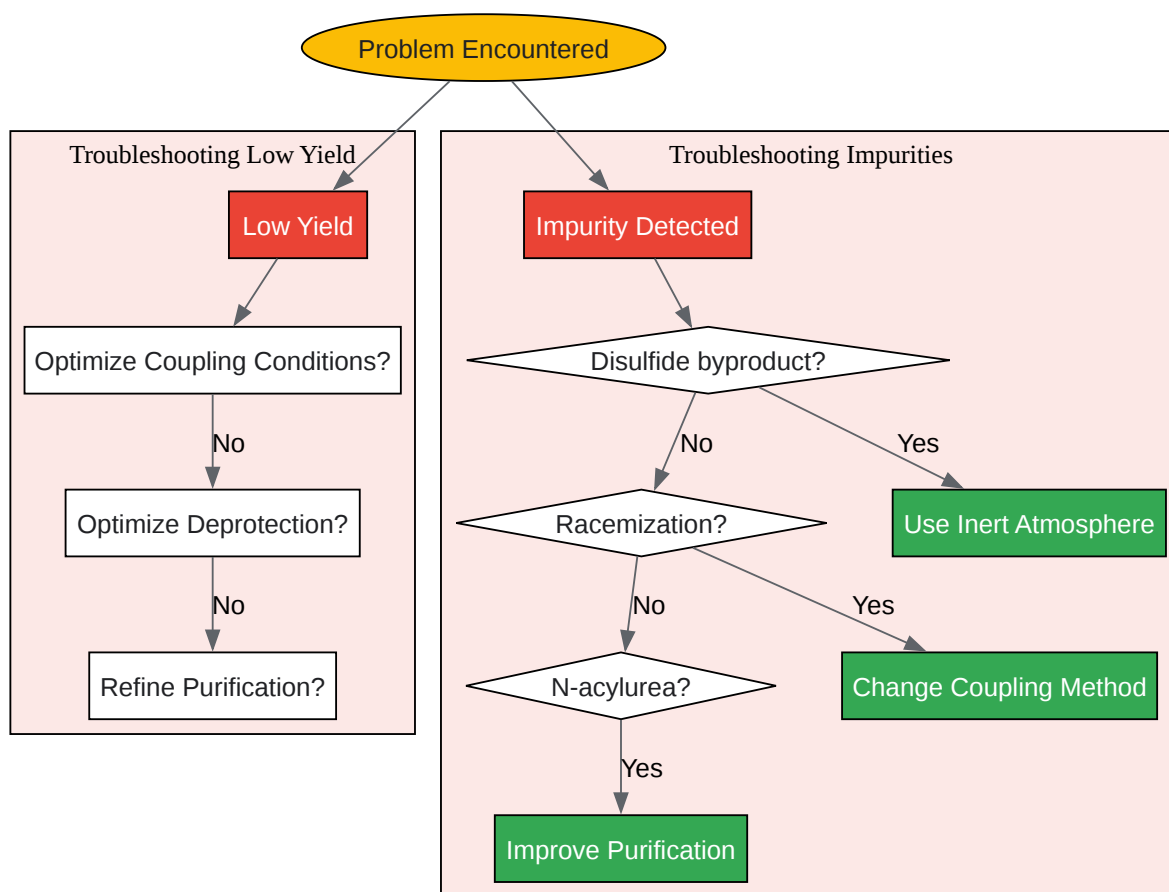 Problem Encountered
Troubleshooting Low Yield
Low Yield
Optimize Coupling Conditions?
No
Optimize Deprotection?
No
Refine Purification?
Troubleshooting Impurities
Impurity Detected
Disulfide byproduct?
No
Yes
Racemization?
Use Inert Atmosphere
No
Yes
N-acylurea?
Change Coupling Method
Yes
Improve Purification